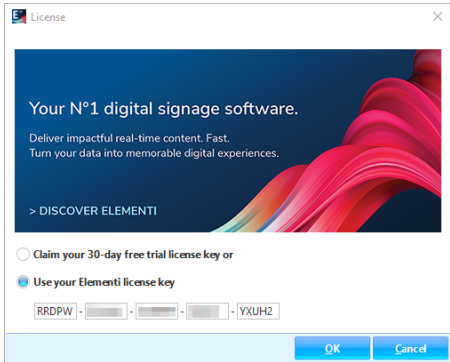 License
Your N°1 digital signage software.
Deliver impactful real-time content. Fast.
Turn your data into memorable digital experiences.
> DISCOVER ELEMENTI
Claim your 30-day free trial license key or
Use your Elementi license key
RRDPW - - - - YXUH2
OK Cancel